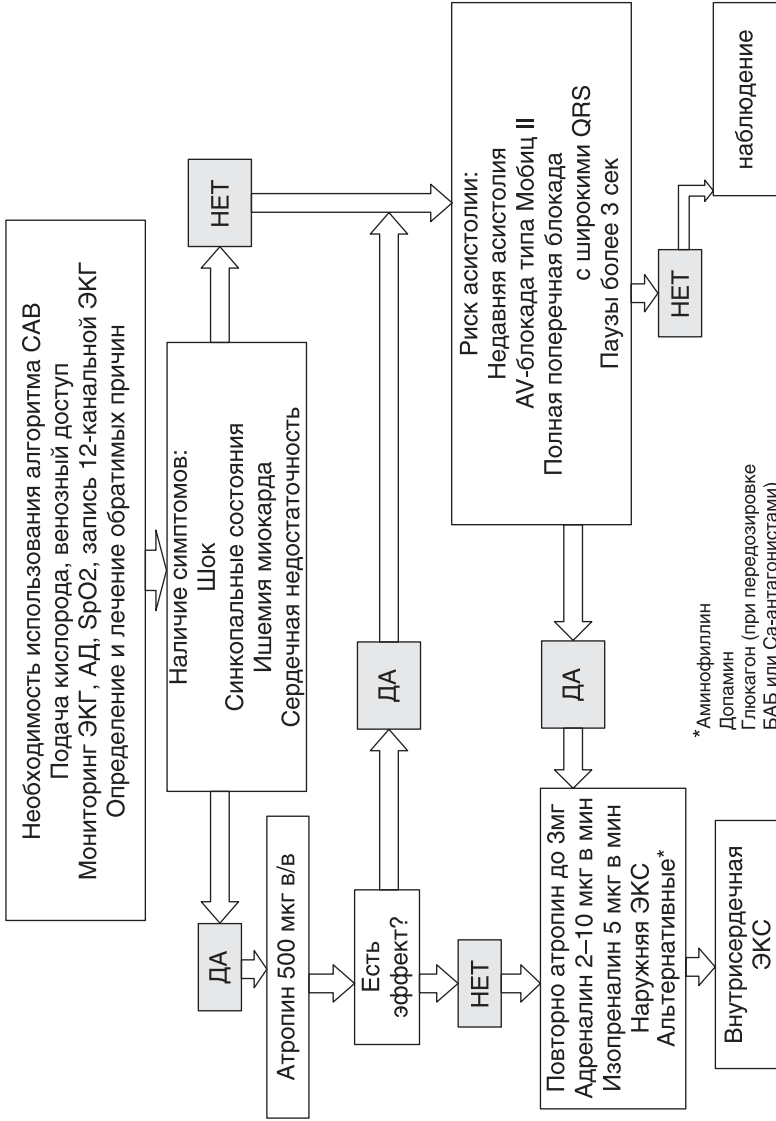 Необходимость использования алгоритма САВ
Подача кислорода, венозный доступ
Мониторинг ЭКГ, АД, SpO2, запись 12-канальной ЭКГ
Определение и лечение обратимых причин
Наличие симптомов:
Шок
Синкопальные состояния
Ишемия миокарда
Сердечная недостаточность
ДА
НЕТ
Атропин 500 мкг в/в
Есть
эффект?
ДА
НЕТ
Риск асистолии:
Недавняя асистолия
AV-блокада типа Мобиц II
Полная поперечная блокада
с широкими QRS
Паузы более 3 сек
ДА
НЕТ
Повторно атропин до 3мг
Адреналин 2–10 мкг в мин
Изопреналин 5 мкг в мин
Наружняя ЭКС
Альтернативные*
наблюдение
Внутрисердечная
ЭКС
*Аминофиллин
Допамин
Глюкагон (при передозировке
БАБ или Са-антагонистами)